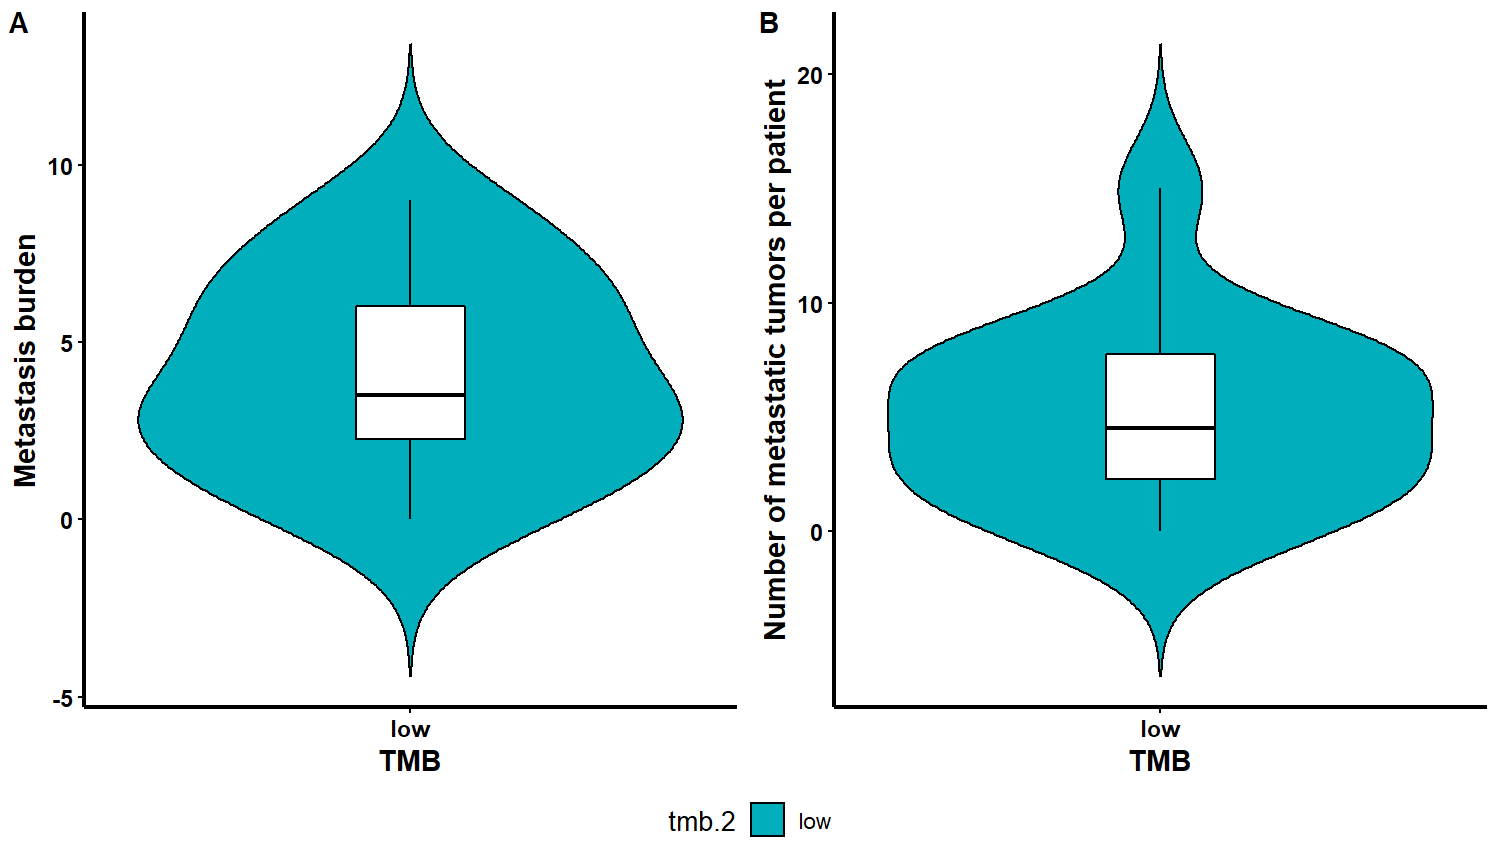 A
Metastasis burden
10
5
0
-5
low
TMB
B
Number of metastatic tumors per patient
20
10
0
low
TMB
tmb.2 low